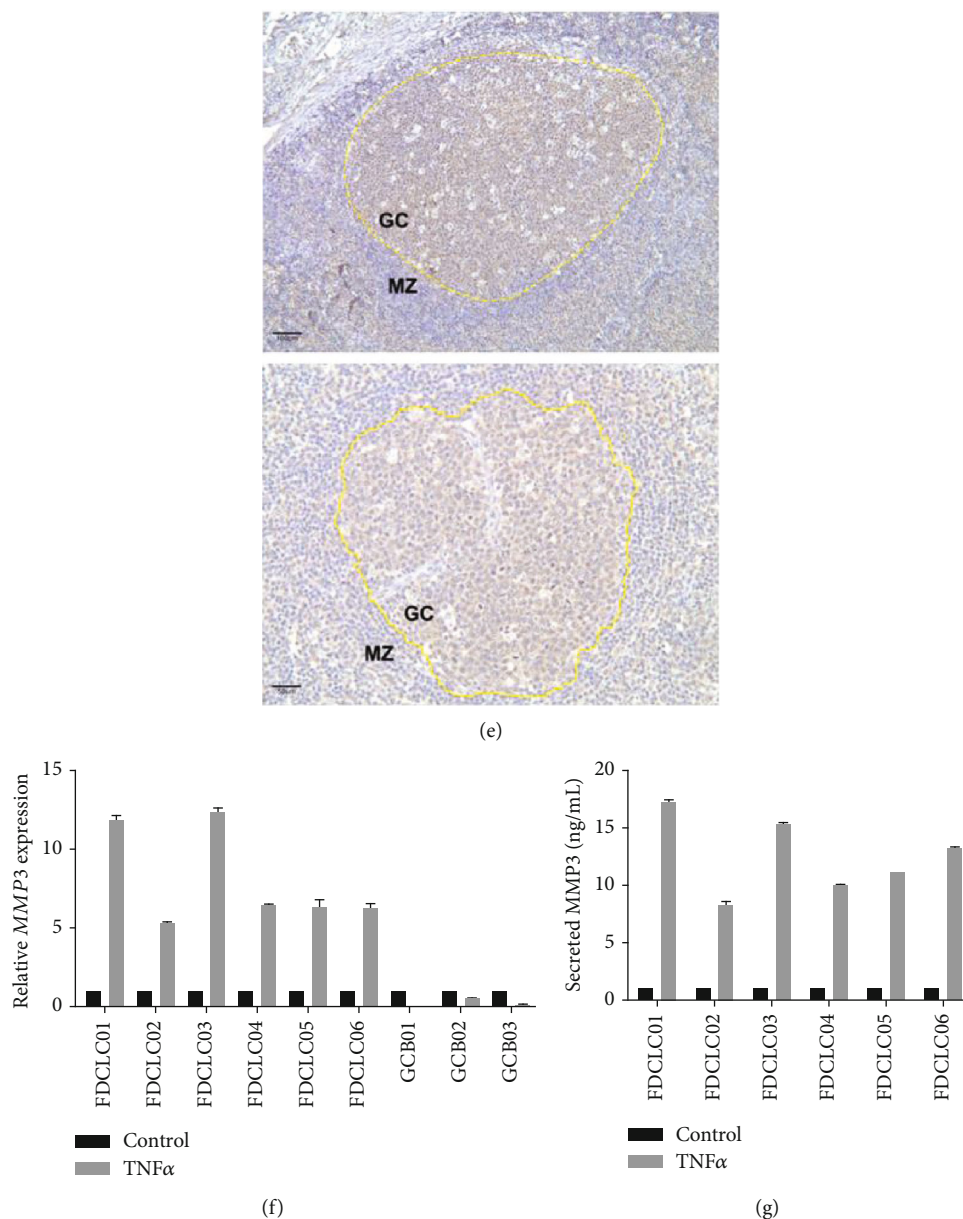 GC
MZ
100μm
GC
MZ
50μm
(e)
Relative MMP3 expression
15
10
5
0
FDCLC01
FDCLC02
FDCLC03
FDCLC04
FDCLC05
FDCLC06
GCB01
GCB02
GCB03
Control
TNFα
(f)
Secreted MMP3 (ng/mL)
20
15
10
5
0
FDCLC01
FDCLC02
FDCLC03
FDCLC04
FDCLC05
FDCLC06
Control
TNFα
(g)